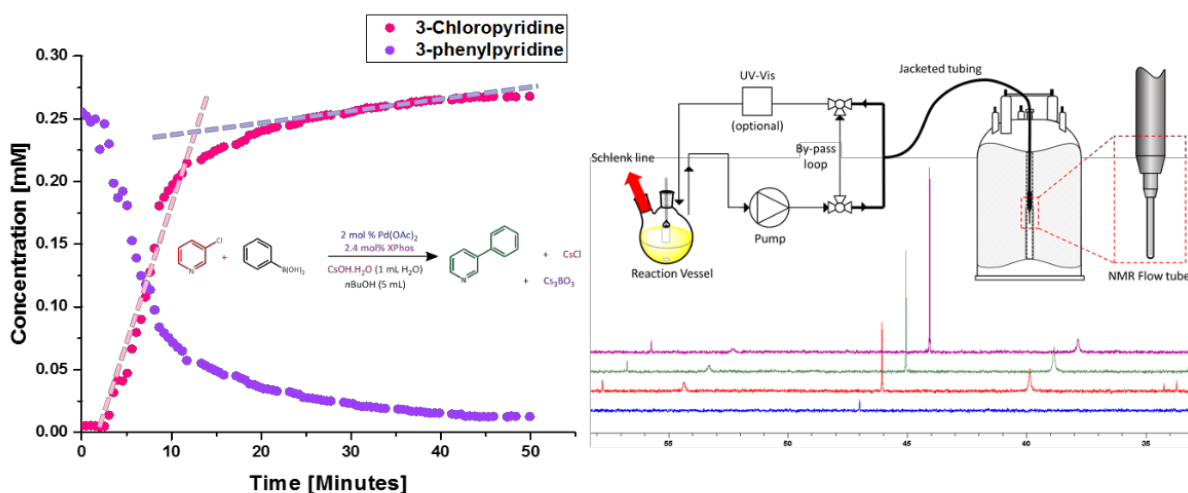 3-Chloropyridine
3-phenylpyridine
Concentration [mM]
0.30
0.25
0.20
0.15
0.10
0.05
0.00
0
10
20
30
40
50
Time [Minutes]
Cl
N
+
B(OH)2
2 mol % Pd(OAc)2
2.4 mol% XPhos
CsOH.H2O (1 mL H2O)
nBuOH (5 mL)
N
+ CsCl
+ Cs3BO3
UV-Vis
(optional)
Jacketed tubing
By-pass
loop
Schlenk line
Pump
Reaction Vessel
NMR Flow tube
55
50
45
40
35